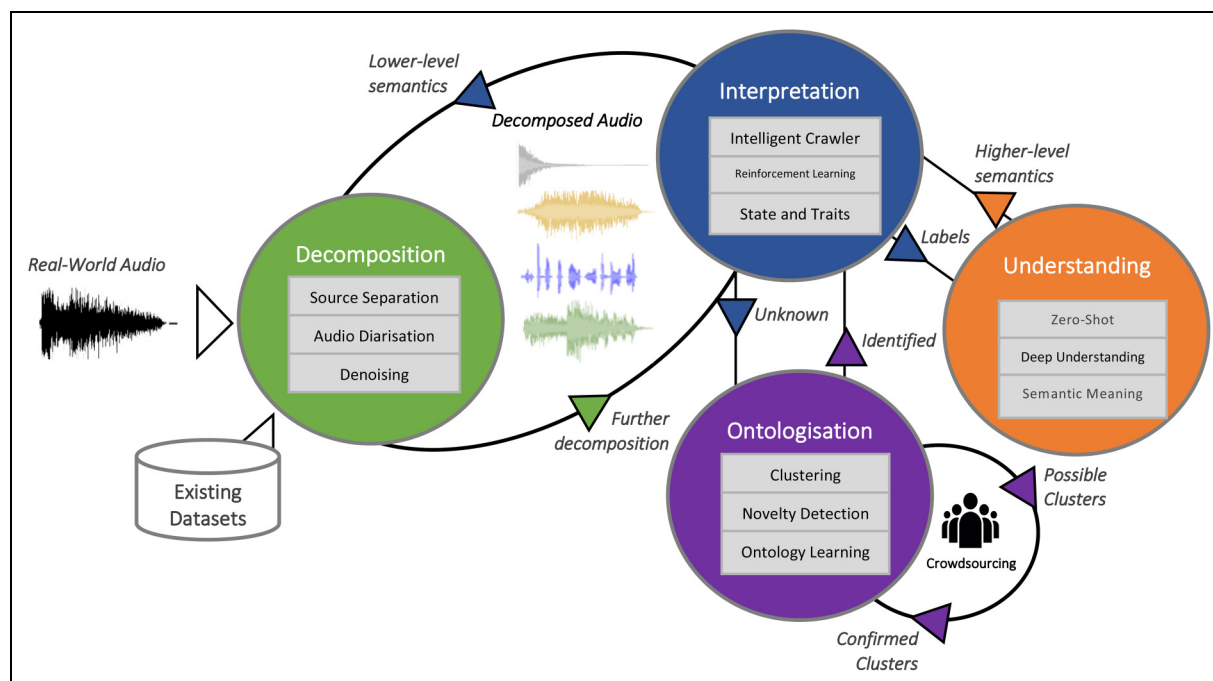 Lower-level
semantics
Decomposed Audio
Interpretation
Intelligent Crawler
Reinforcement Learning
State and Traits
Higher-level
semantics
Labels
Understanding
Zero-Shot
Deep Understanding
Semantic Meaning
Real-World Audio
Decomposition
Source Separation
Audio Diarisation
Denoising
Existing
Datasets
Further
decomposition
Unknown
Identified
Ontologisation
Clustering
Novelty Detection
Ontology Learning
Possible
Clusters
Crowdsourcing
Confirmed
Clusters